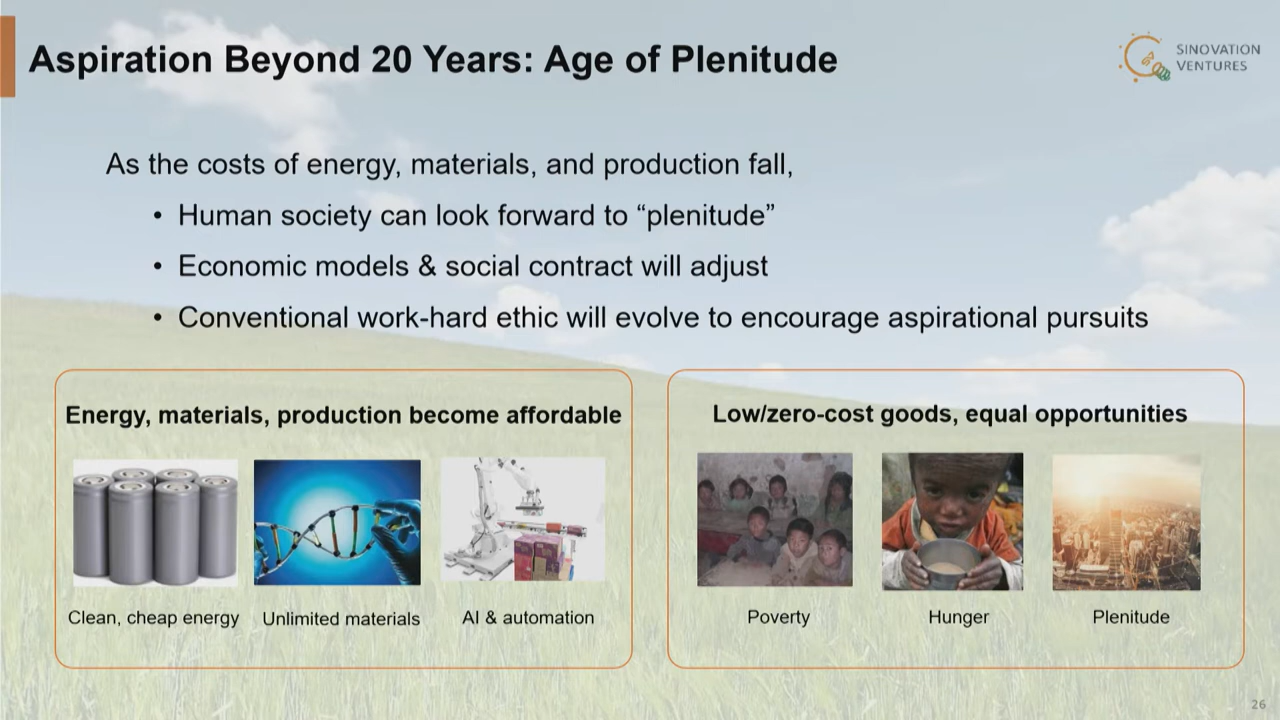 Aspiration Beyond 20 Years: Age of Plenitude
SINOVATION
VENTURES
As the costs of energy, materials, and production fall,
• Human society can look forward to “plenitude”
• Economic models & social contract will adjust
• Conventional work-hard ethic will evolve to encourage aspirational pursuits
Energy, materials, production become affordable
Clean, cheap energy
Unlimited materials
AI & automation
Low/zero-cost goods, equal opportunities
Poverty
Hunger
Plenitude
26